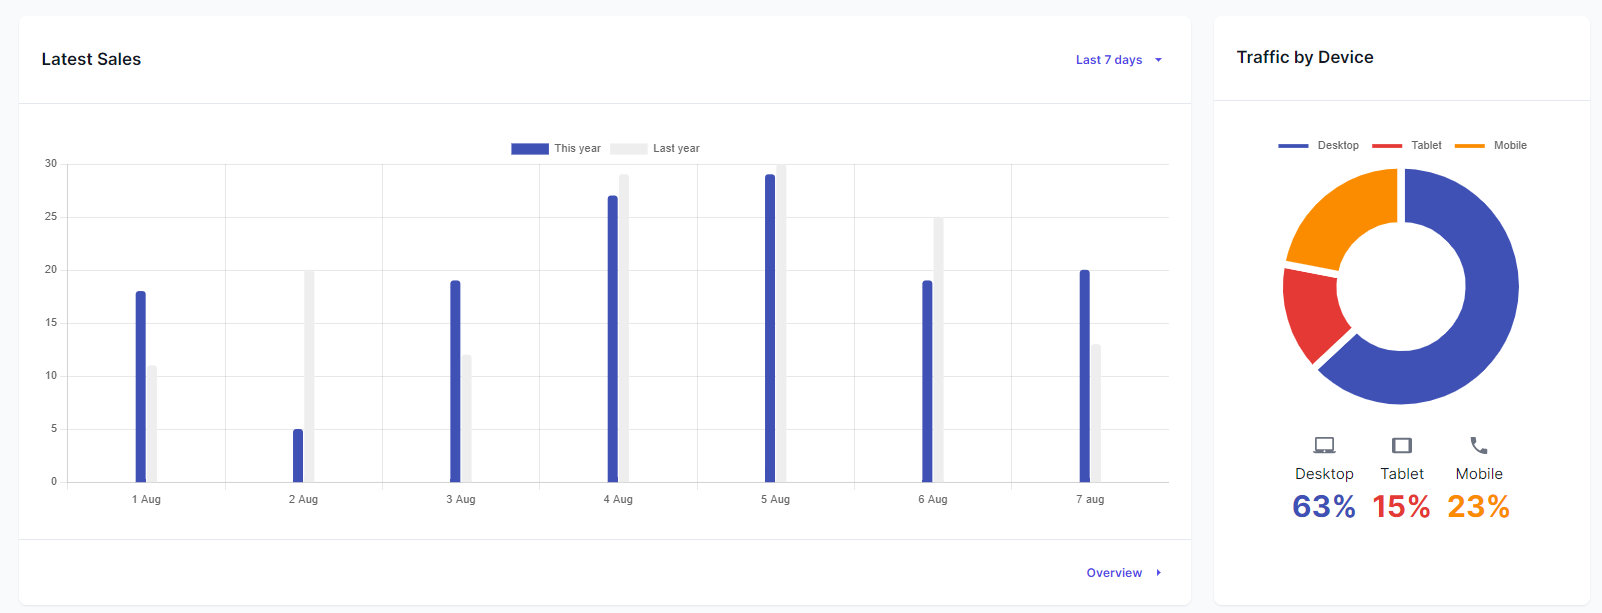 Latest Sales
Last 7 days
This year Last year
30
25
20
15
10
5
0
1 Aug 2 Aug 3 Aug 4 Aug 5 Aug 6 Aug 7 aug
Overview
Traffic by Device
Desktop Tablet Mobile
Desktop Tablet Mobile
63% 15% 23%